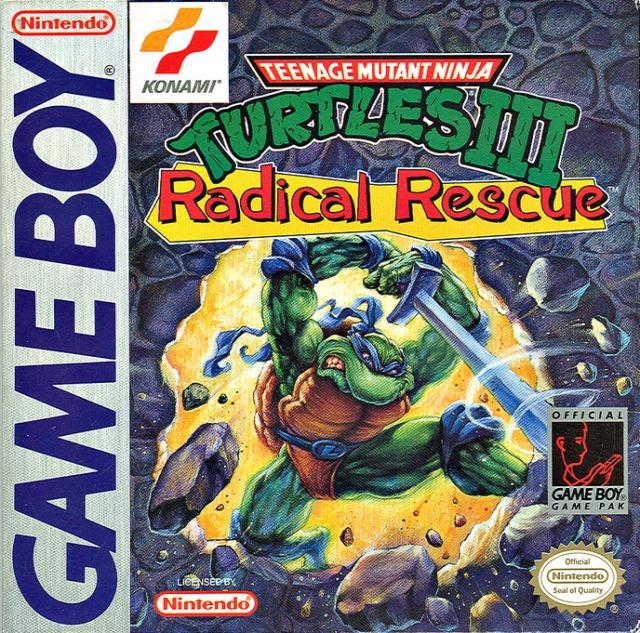 Nintendo®
GAME BOY®
KONAMI®
TEENAGE MUTANT NINJA
TURTLES III
Radical Rescue™
L
OFFICIAL
GAME BOY®
GAME PAK
LICENSED BY
Nintendo®
Official
Nintendo®
Seal of Quality
®